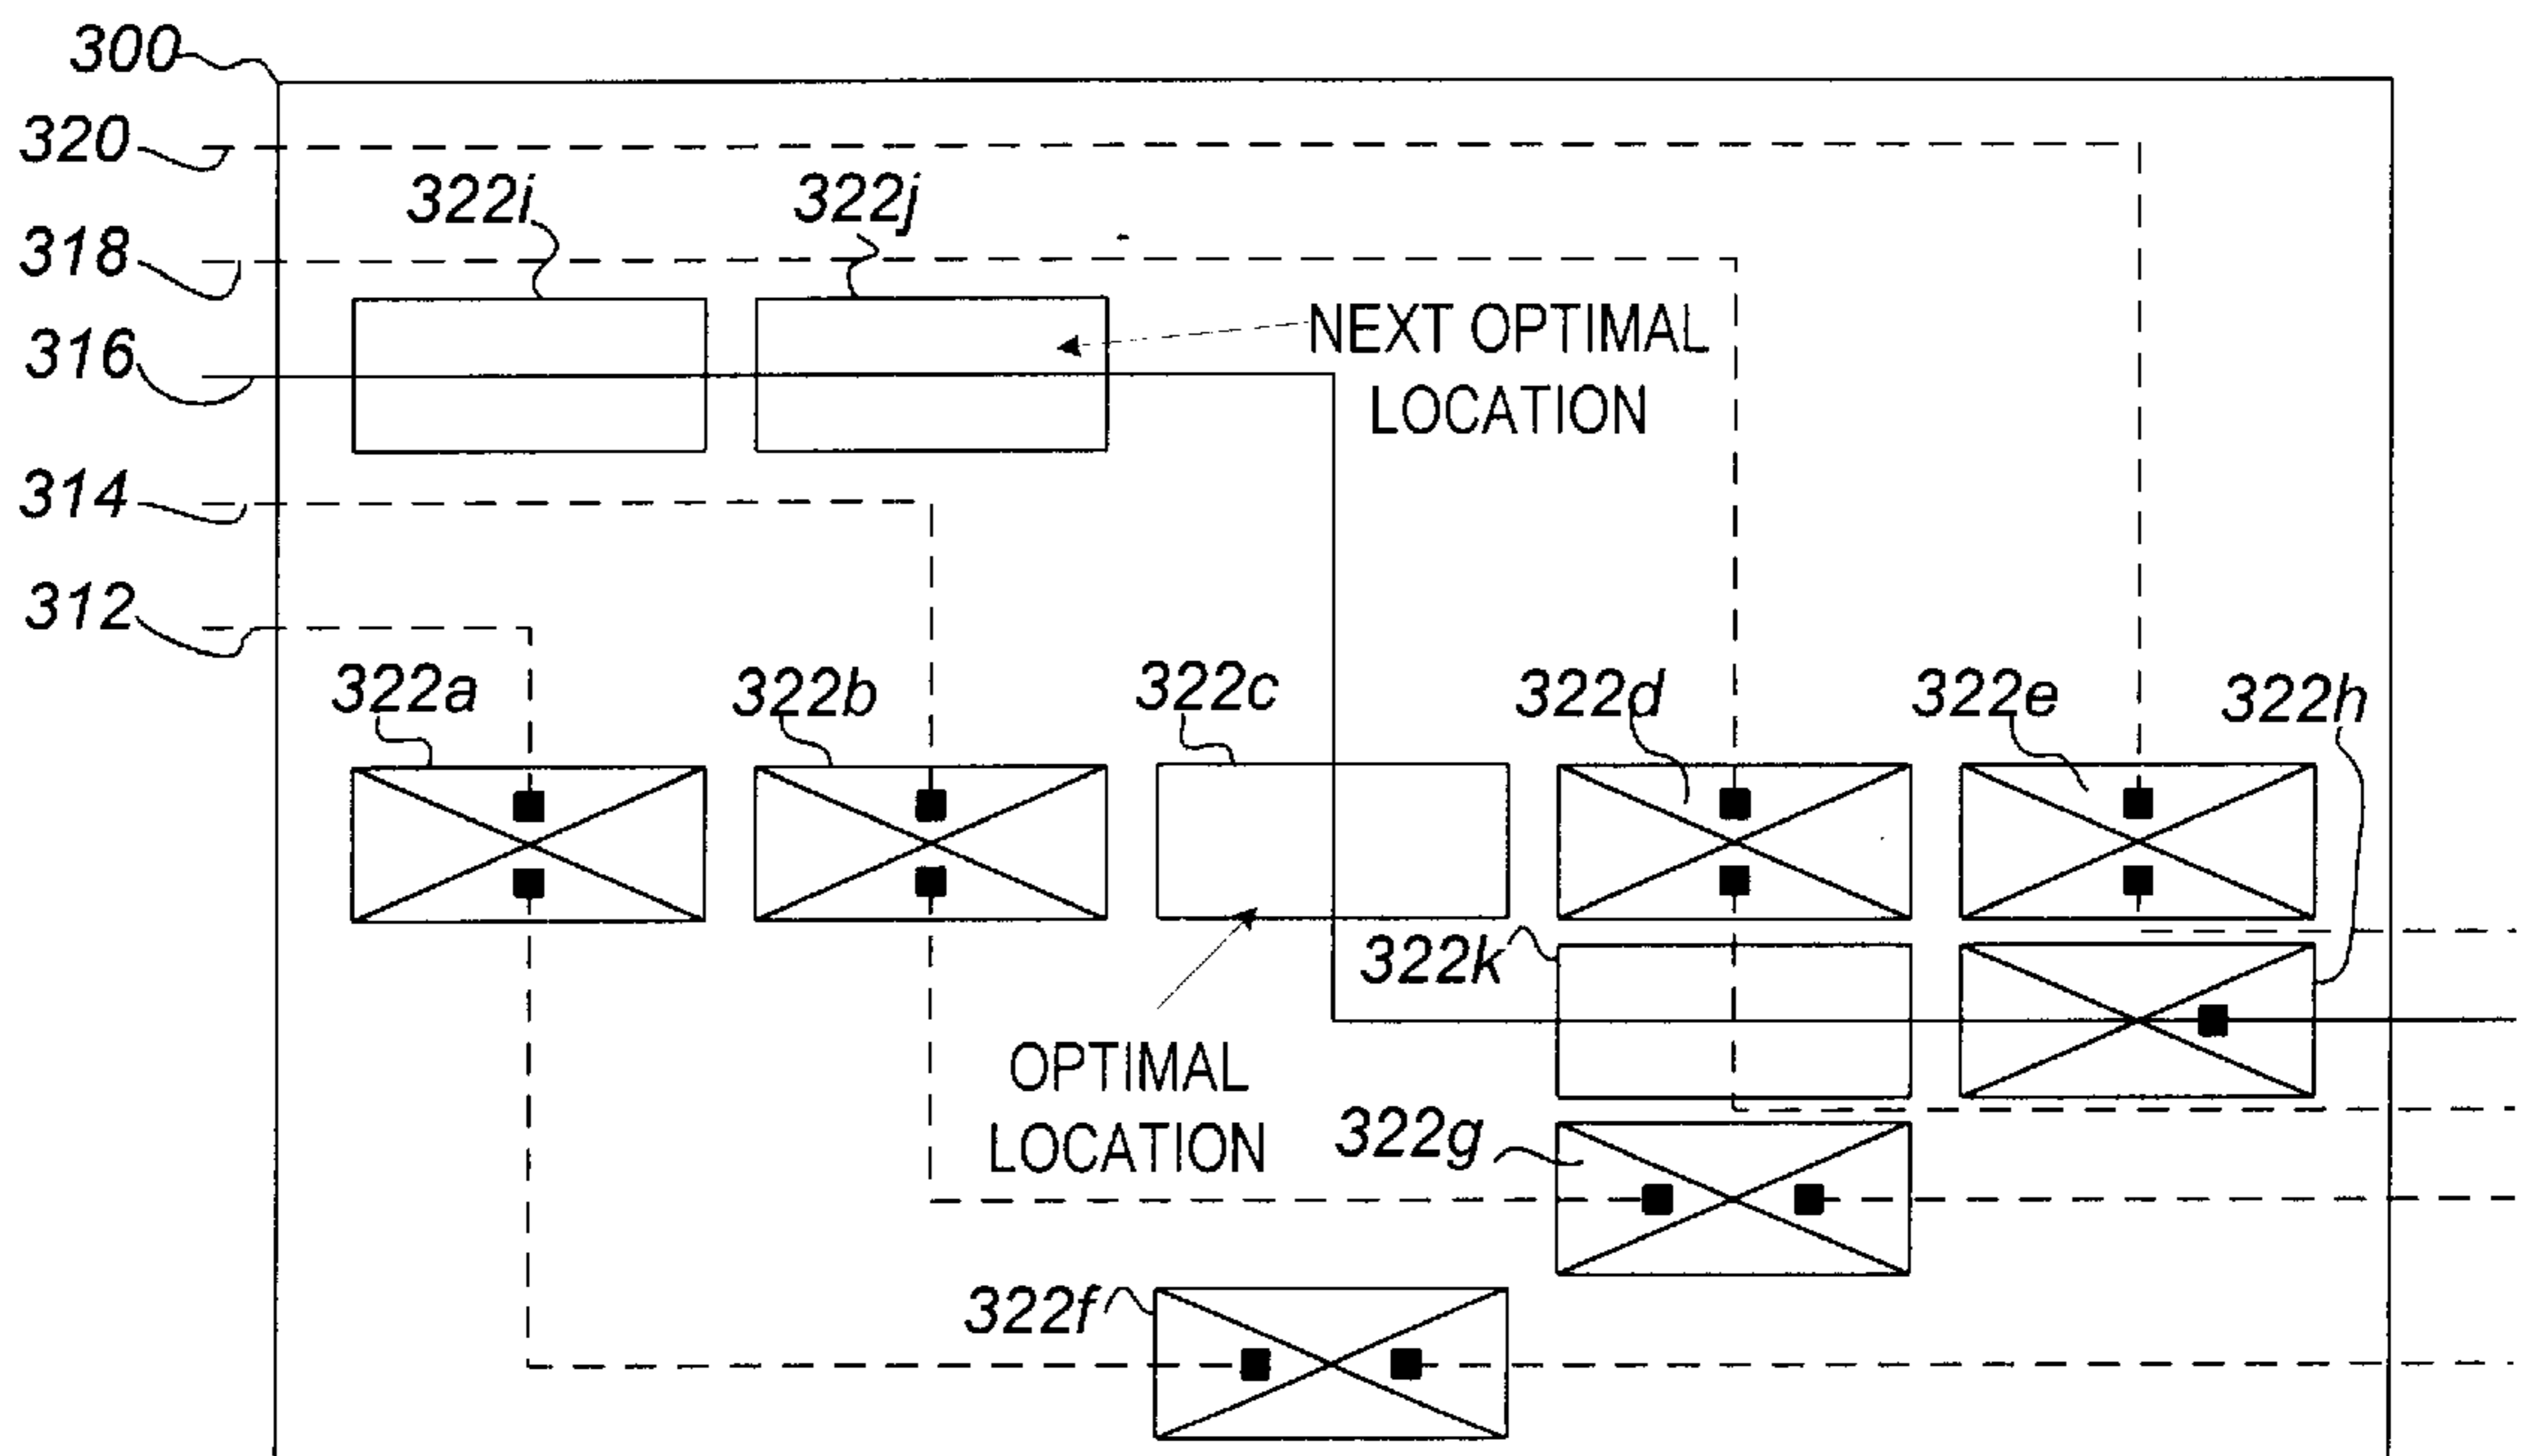 300
320
322i
322j
318
NEXT OPTIMAL
LOCATION
316
314
312
322a
322b
322c
322d
322e
322h
322k
OPTIMAL
LOCATION
322g
322f